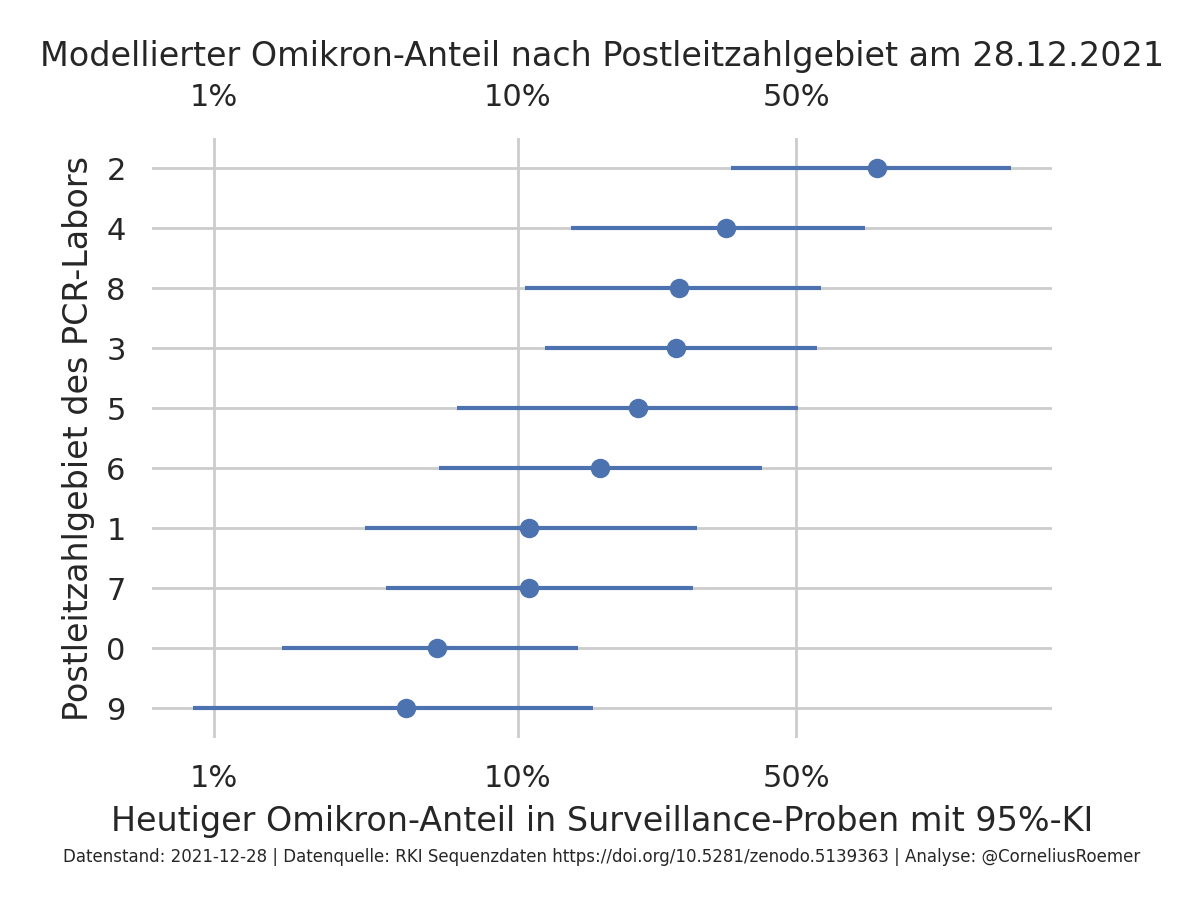 Modellierter Omikron-Anteil nach Postleitzahlgebiet am 28.12.2021
1% 10% 50%
Postleitzahlgebiet des PCR-Labors
2
4
8
3
5
6
1
7
0
9
1% 10% 50%
Heutiger Omikron-Anteil in Surveillance-Proben mit 95%-KI
Datenstand: 2021-12-28 | Datenquelle: RKI Sequenzdaten https://doi.org/10.5281/zenodo.5139363 | Analyse: @CorneliusRoemer